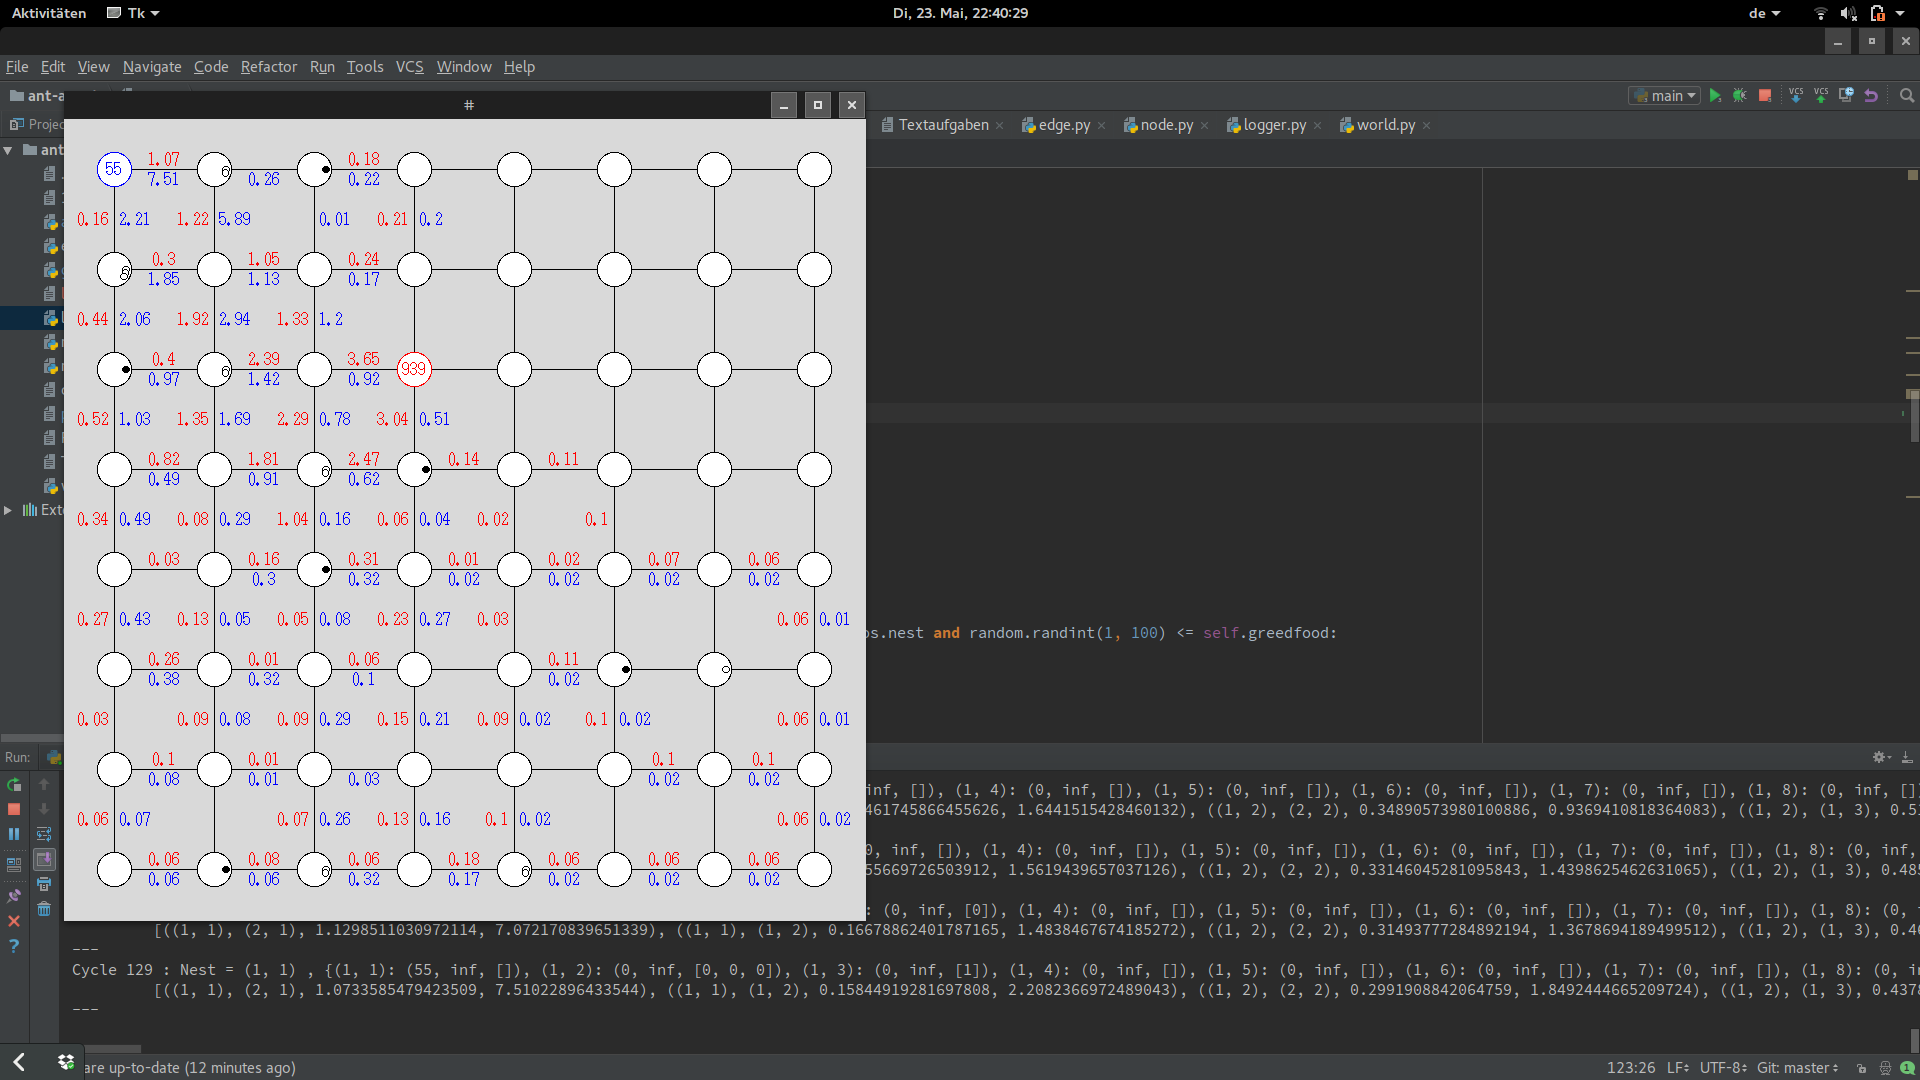 Aktivitäten Tk Di, 23. Mai, 22:40:29 de
File Edit View Navigate Code Refactor Run Tools VCS Window Help
ant-a # main
Projec Textaufgaben edge.py node.py logger.py world.py
ant
Exte
55 1.07 0.18
7.51 0.26 0.22
0.16 2.21 1.22 5.89 0.01 0.21 0.2
0.3 1.05 0.24
1.85 1.13 0.17
0.44 2.06 1.92 2.94 1.33 1.2
0.4 2.39 3.65 939
0.97 1.42 0.92
0.52 1.03 1.35 1.69 2.29 0.78 3.04 0.51
0.82 1.81 2.47 0.14 0.11
0.49 0.91 0.62
0.34 0.49 0.08 0.29 1.04 0.16 0.06 0.04 0.02 0.1
0.03 0.16 0.31 0.01 0.02 0.07 0.06
0.3 0.32 0.02 0.02 0.02 0.02
0.27 0.43 0.13 0.05 0.05 0.08 0.23 0.27 0.03 0.06 0.01
0.26 0.01 0.06 0.11
0.38 0.32 0.1 0.02
0.03 0.09 0.08 0.09 0.29 0.15 0.21 0.09 0.02 0.1 0.02 0.06 0.01
0.1 0.01 0.1 0.1
0.08 0.01 0.03 0.02 0.02
0.06 0.07 0.07 0.26 0.13 0.16 0.1 0.02 0.06 0.02
0.06 0.08 0.06 0.18 0.06 0.06 0.06
0.06 0.06 0.32 0.17 0.02 0.02 0.02
os.nest and random.randint(1, 100) <= self.greedfood:
Run:
inf, []), (1, 4): (0, inf, []), (1, 5): (0, inf, []), (1, 6): (0, inf, []), (1, 7): (0, inf, []), (1, 8): (0, inf, []
461745866455626, 1.6441515428460132), ((1, 2), (2, 2), 0.34890573980100886, 0.9369410818364083), ((1, 2), (1, 3), 0.51
0, inf, []), (1, 4): (0, inf, []), (1, 5): (0, inf, []), (1, 6): (0, inf, []), (1, 7): (0, inf, []), (1, 8): (0, inf,
5569726503912, 1.5619439657037126), ((1, 2), (2, 2), 0.33146045281095843, 1.4398625462631065), ((1, 2), (1, 3), 0.485
: (0, inf, [0]), (1, 4): (0, inf, []), (1, 5): (0, inf, []), (1, 6): (0, inf, []), (1, 7): (0, inf, []), (1, 8): (0,
[((1, 1), (2, 1), 1.1298511030972114, 7.072170839651339), ((1, 1), (1, 2), 0.16678862401787165, 1.4838467674185272), ((1, 2), (2, 2), 0.31493777284892194, 1.3678694189499512), ((1, 2), (1, 3), 0.46
---
Cycle 129 : Nest = (1, 1) , {(1, 1): (55, inf, []), (1, 2): (0, inf, [0, 0, 0]), (1, 3): (0, inf, [1]), (1, 4): (0, inf, []), (1, 5): (0, inf, []), (1, 6): (0, inf, []), (1, 7): (0, inf, []), (1, 8): (0, in
[((1, 1), (2, 1), 1.0733585479423509, 7.51022896433544), ((1, 1), (1, 2), 0.15844919281697808, 2.2082366972489043), ((1, 2), (2, 2), 0.2991908842064759, 1.8492444665209724), ((1, 2), (1, 3), 0.437
---
are up-to-date (12 minutes ago) 123:26 LF UTF-8 Git: master 1